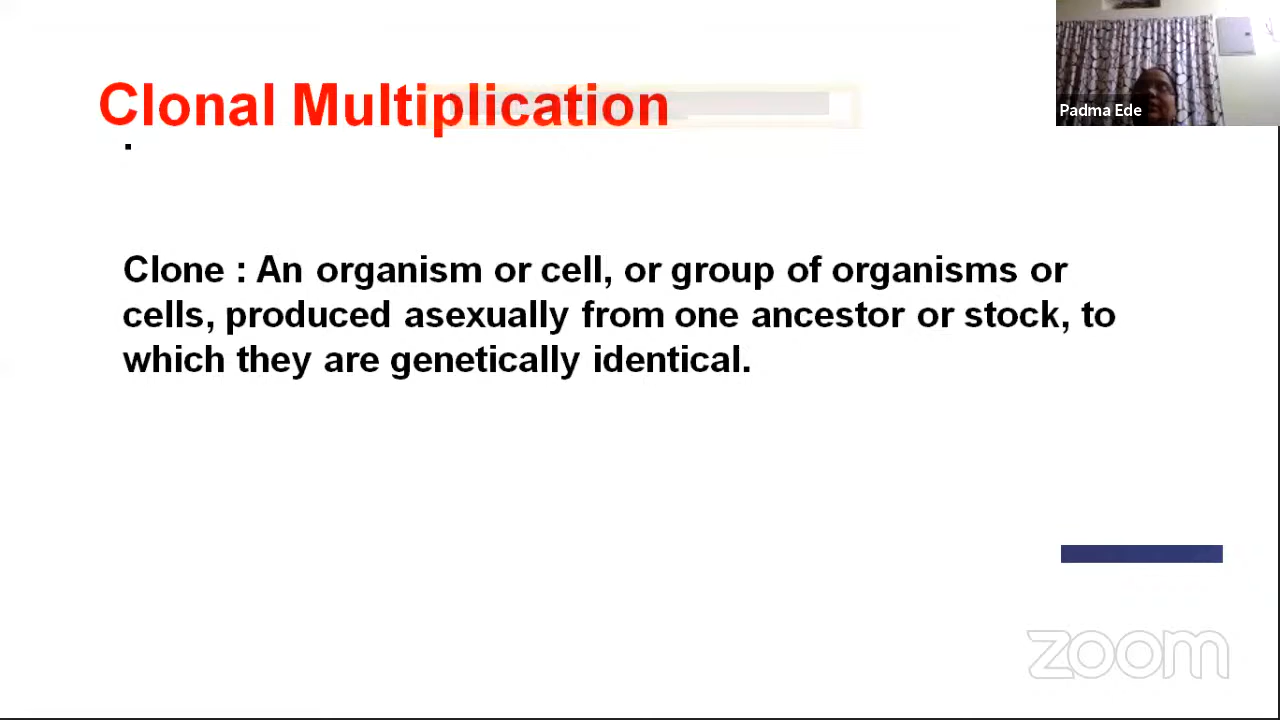 Clonal Multiplication
Padma Ede
Clone : An organism or cell, or group of organisms or
cells, produced asexually from one ancestor or stock, to
which they are genetically identical.
zoom